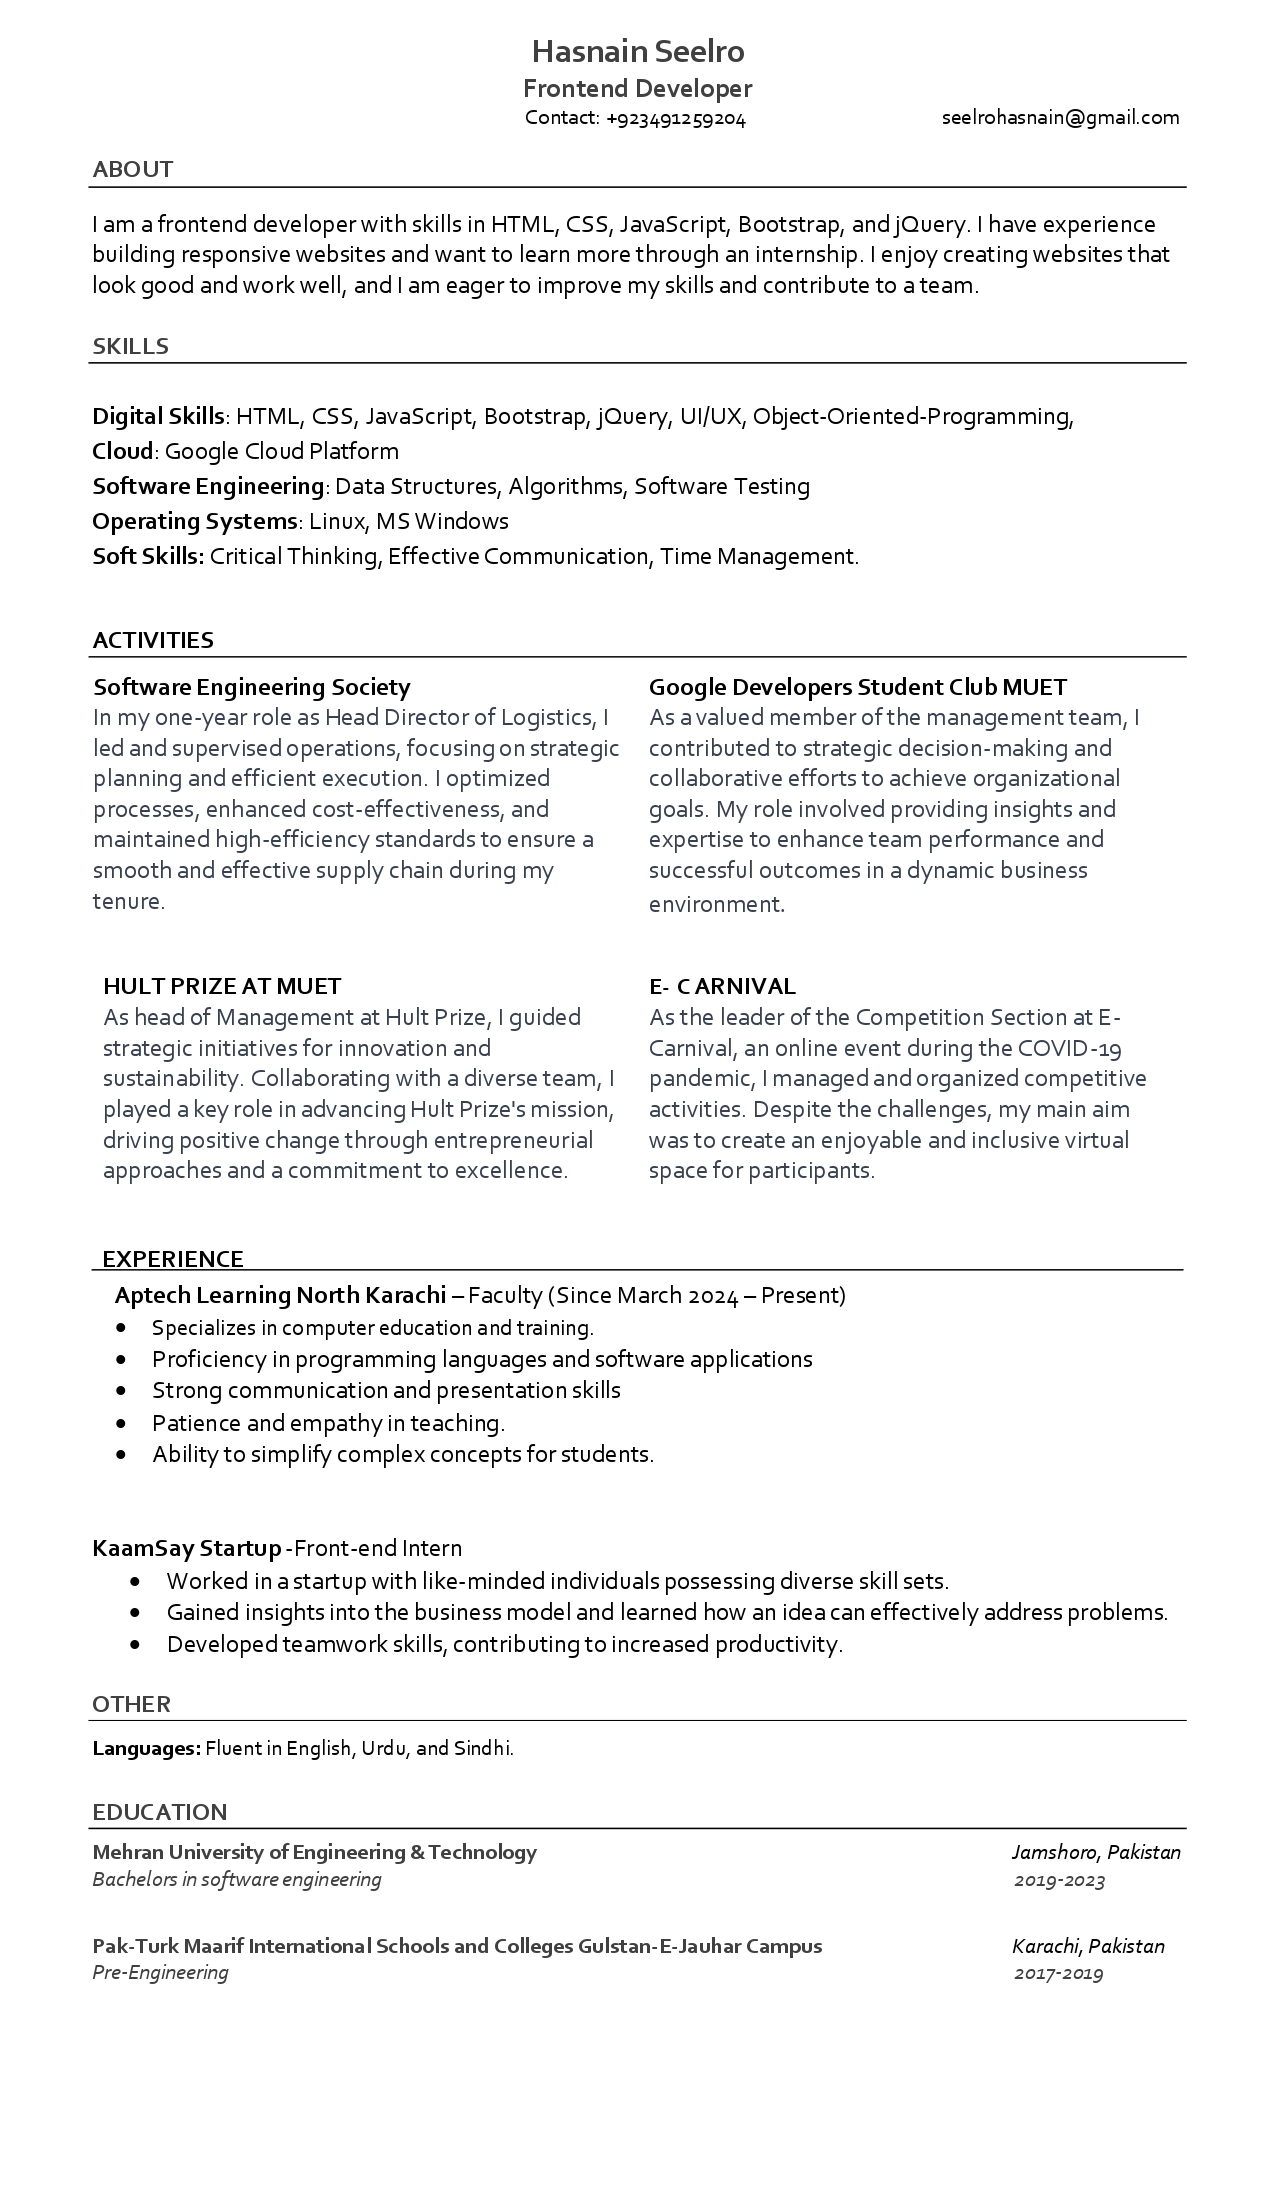 Hasnain Seelro
Frontend Developer
Contact: +923491259204 seelrohasnain@gmail.com
ABOUT
I am a frontend developer with skills in HTML, CSS, JavaScript, Bootstrap, and jQuery. I have experience
building responsive websites and want to learn more through an internship. I enjoy creating websites that
look good and work well, and I am eager to improve my skills and contribute to a team.
SKILLS
Digital Skills: HTML, CSS, JavaScript, Bootstrap, jQuery, UI/UX, Object-Oriented-Programming,
Cloud: Google Cloud Platform
Software Engineering: Data Structures, Algorithms, Software Testing
Operating Systems: Linux, MS Windows
Soft Skills: Critical Thinking, Effective Communication, Time Management.
ACTIVITIES
Software Engineering Society
In my one-year role as Head Director of Logistics, I
led and supervised operations, focusing on strategic
planning and efficient execution. I optimized
processes, enhanced cost-effectiveness, and
maintained high-efficiency standards to ensure a
smooth and effective supply chain during my
tenure.
Google Developers Student Club MUET
As a valued member of the management team, I
contributed to strategic decision-making and
collaborative efforts to achieve organizational
goals. My role involved providing insights and
expertise to enhance team performance and
successful outcomes in a dynamic business
environment.
HULT PRIZE AT MUET
As head of Management at Hult Prize, I guided
strategic initiatives for innovation and
sustainability. Collaborating with a diverse team, I
played a key role in advancing Hult Prize's mission,
driving positive change through entrepreneurial
approaches and a commitment to excellence.
E- CARNIVAL
As the leader of the Competition Section at E-
Carnival, an online event during the COVID-19
pandemic, I managed and organized competitive
activities. Despite the challenges, my main aim
was to create an enjoyable and inclusive virtual
space for participants.
EXPERIENCE
Aptech Learning North Karachi – Faculty (Since March 2024 – Present)
● Specializes in computer education and training.
● Proficiency in programming languages and software applications
● Strong communication and presentation skills
● Patience and empathy in teaching.
● Ability to simplify complex concepts for students.
KaamSay Startup -Front-end Intern
● Worked in a startup with like-minded individuals possessing diverse skill sets.
● Gained insights into the business model and learned how an idea can effectively address problems.
● Developed teamwork skills, contributing to increased productivity.
OTHER
Languages: Fluent in English, Urdu, and Sindhi.
EDUCATION
Mehran University of Engineering & Technology Jamshoro, Pakistan
Bachelors in software engineering 2019-2023
Pak-Turk Maarif International Schools and Colleges Gulstan-E-Jauhar Campus Karachi, Pakistan
Pre-Engineering 2017-2019